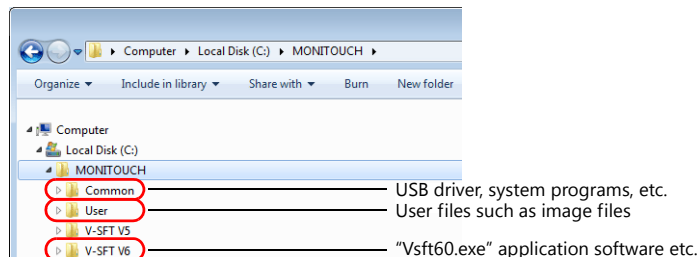 Computer ▸ Local Disk (C:) ▸ MONITOUCH ▸
Organize ▾ Include in library ▾ Share with ▾ Burn New folder
Computer
Local Disk (C:)
MONITOUCH
Common USB driver, system programs, etc.
User User files such as image files
V-SFT V5
V-SFT V6 “Vsft60.exe” application software etc.